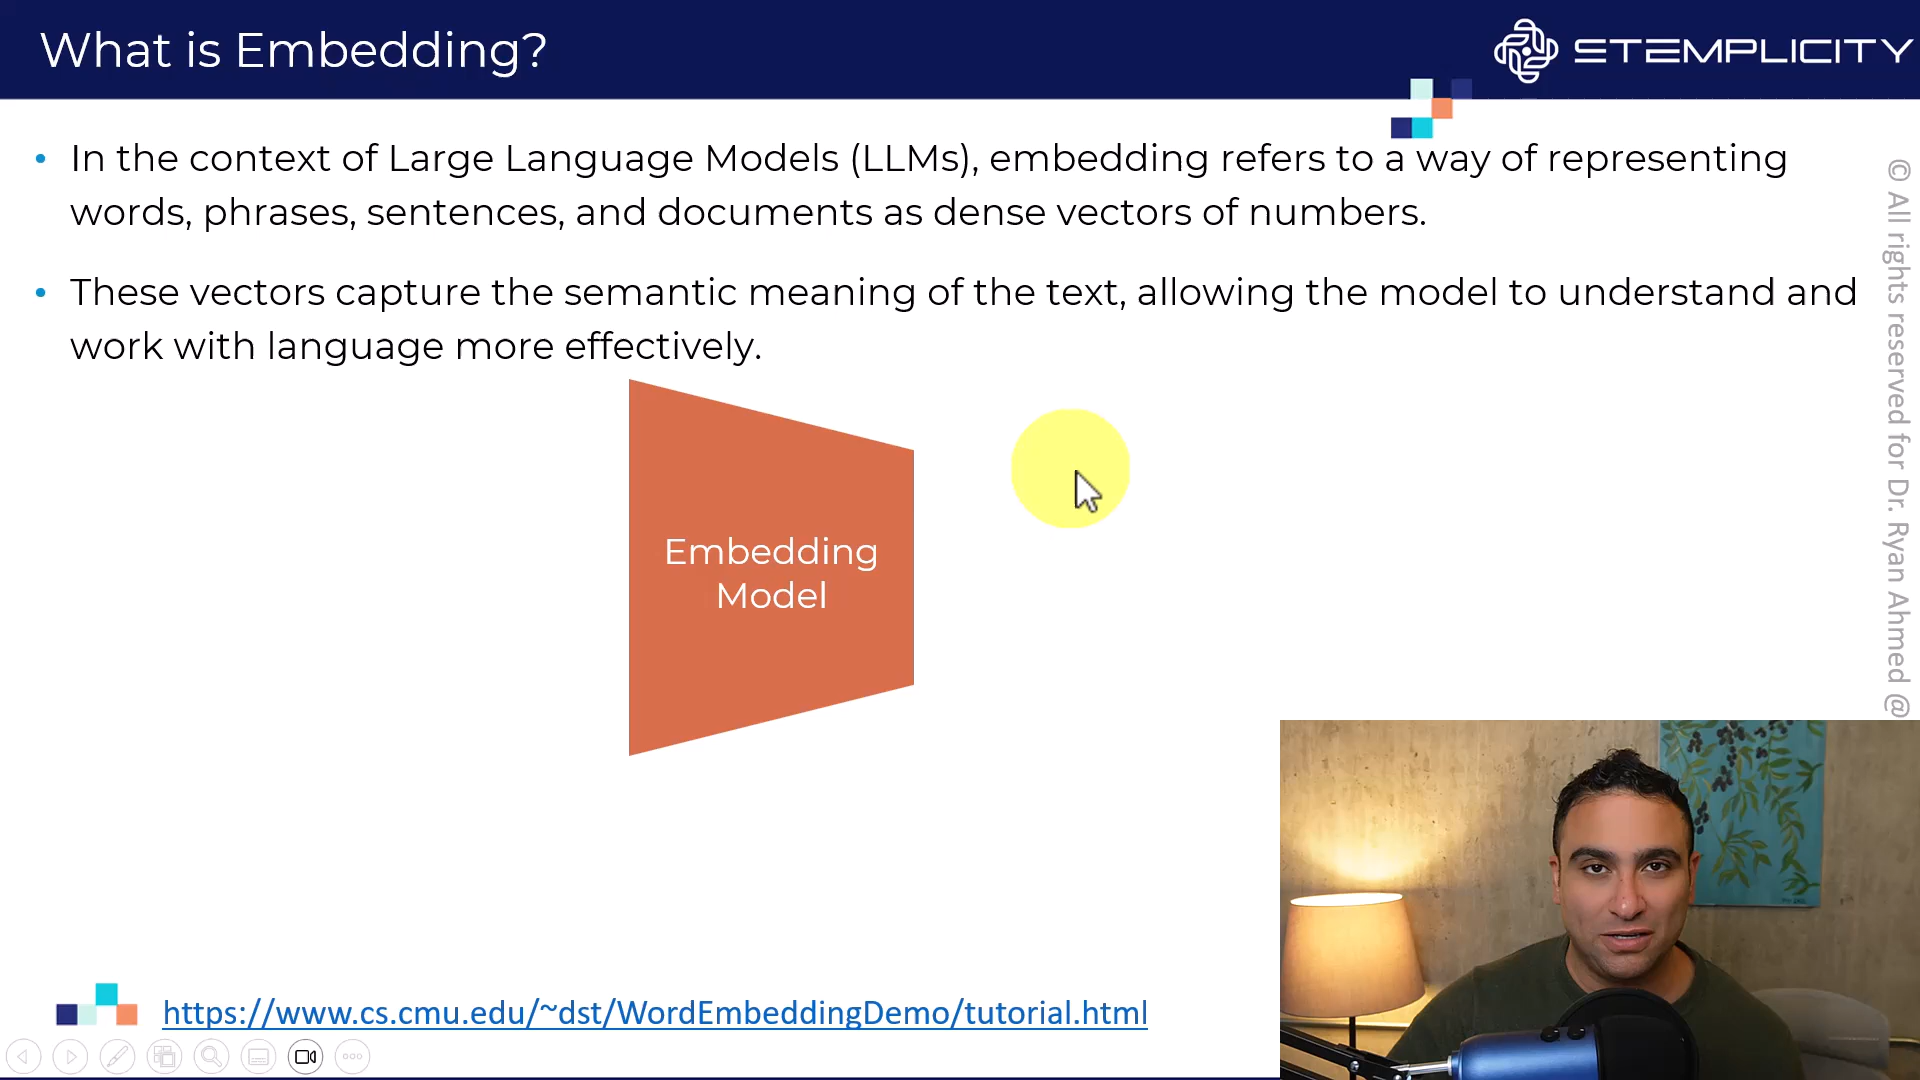 What is Embedding?
STEMPLICITY
• In the context of Large Language Models (LLMs), embedding refers to a way of representing
words, phrases, sentences, and documents as dense vectors of numbers.
• These vectors capture the semantic meaning of the text, allowing the model to understand and
work with language more effectively.
Embedding
Model
© All rights reserved for Dr. Ryan Ahmed @
https://www.cs.cmu.edu/~dst/WordEmbeddingDemo/tutorial.html